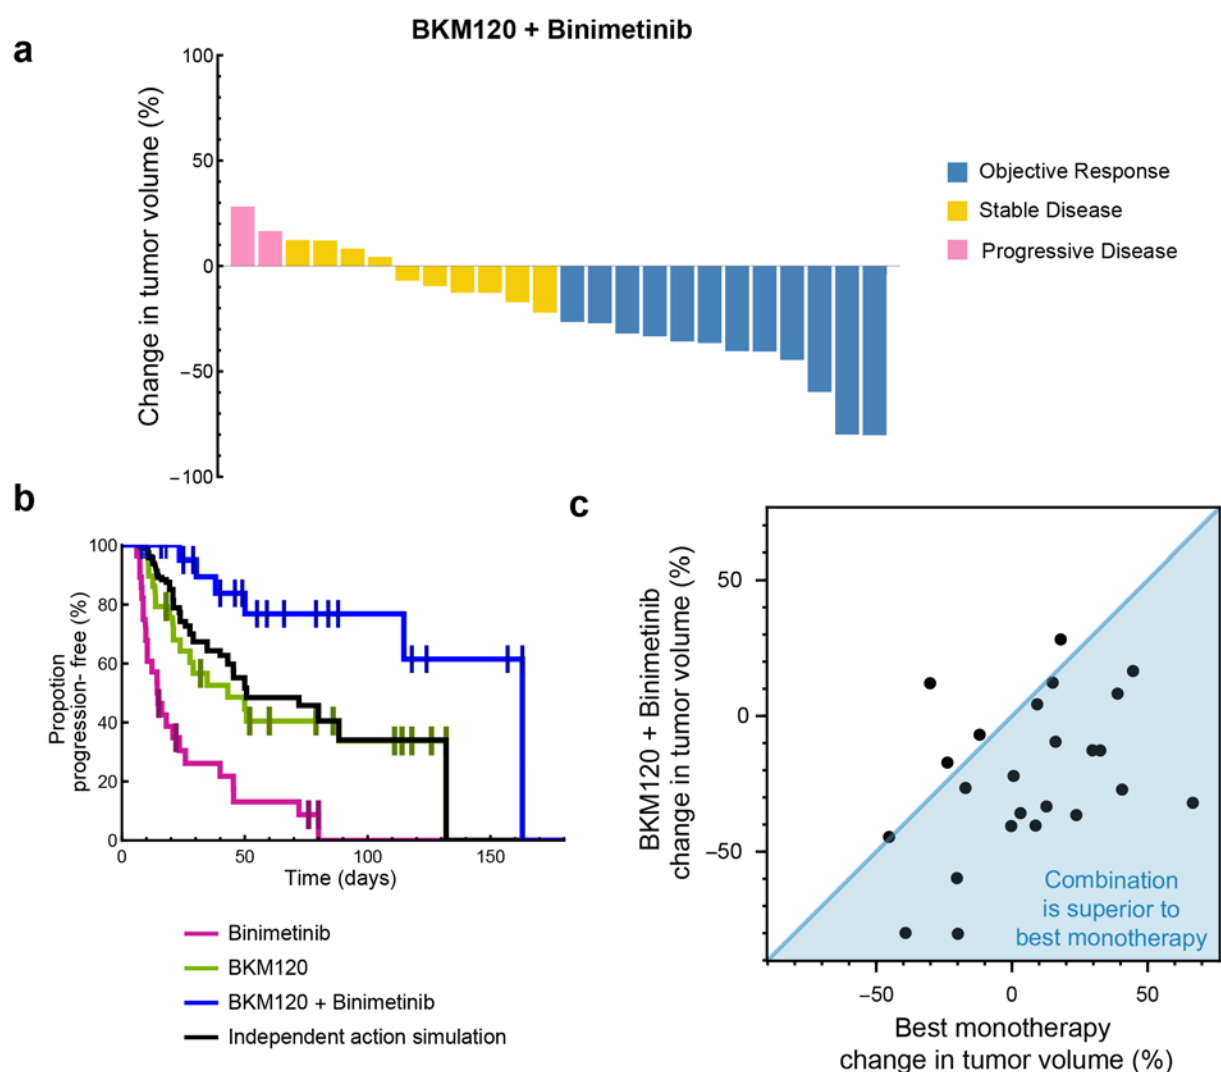 BKM120 + Binimetinib
a
Change in tumor volume (%)
100
50
0
−50
−100
Objective Response
Stable Disease
Progressive Disease
b
Propotion
progression- free (%)
100
80
60
40
20
0
0
50
100
150
Time (days)
Binimetinib
BKM120
BKM120 + Binimetinib
Independent action simulation
c
BKM120 + Binimetinib
change in tumor volume (%)
50
0
−50
Combination
is superior to
best monotherapy
−50
0
50
Best monotherapy
change in tumor volume (%)